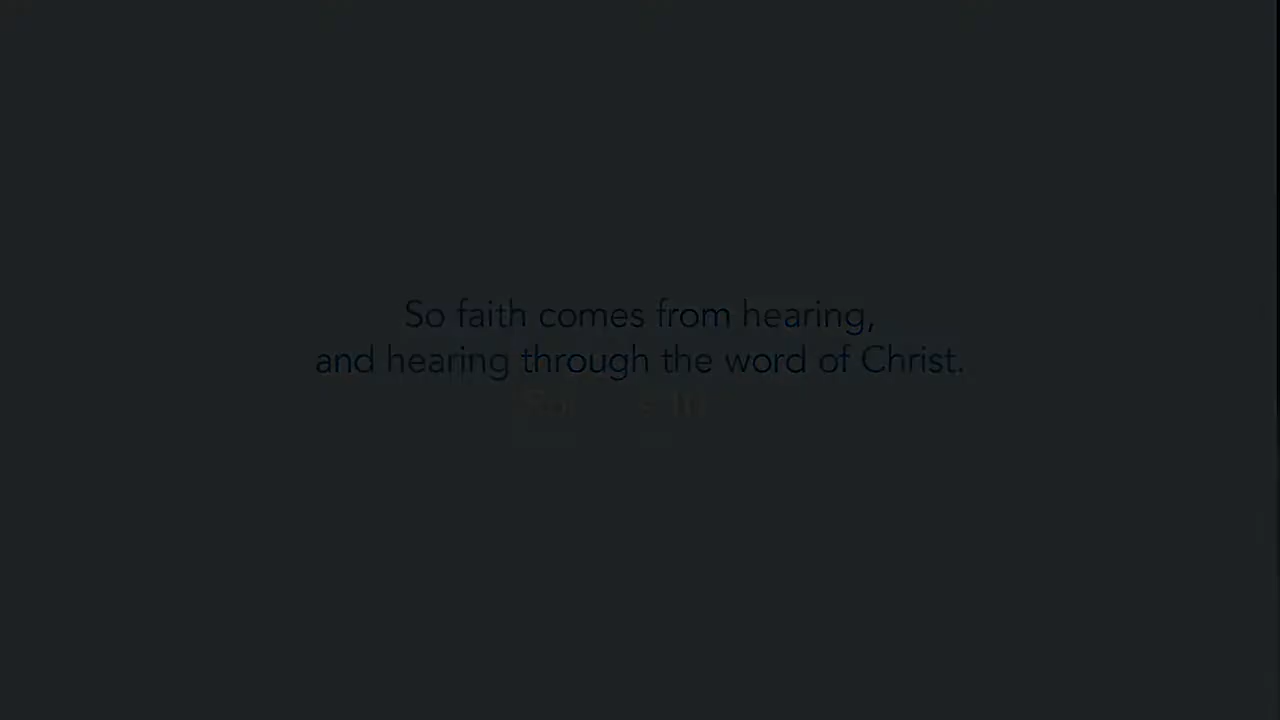 So faith comes from hearing,
and hearing through the word of Christ.